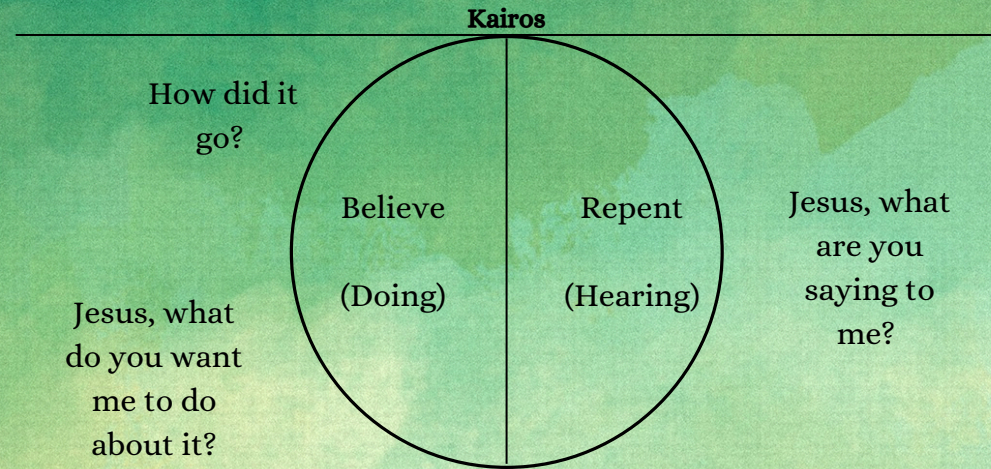 Kairos
How did it
go?
Believe
(Doing)
Repent
(Hearing)
Jesus, what
are you
saying to
me?
Jesus, what
do you want
me to do
about it?